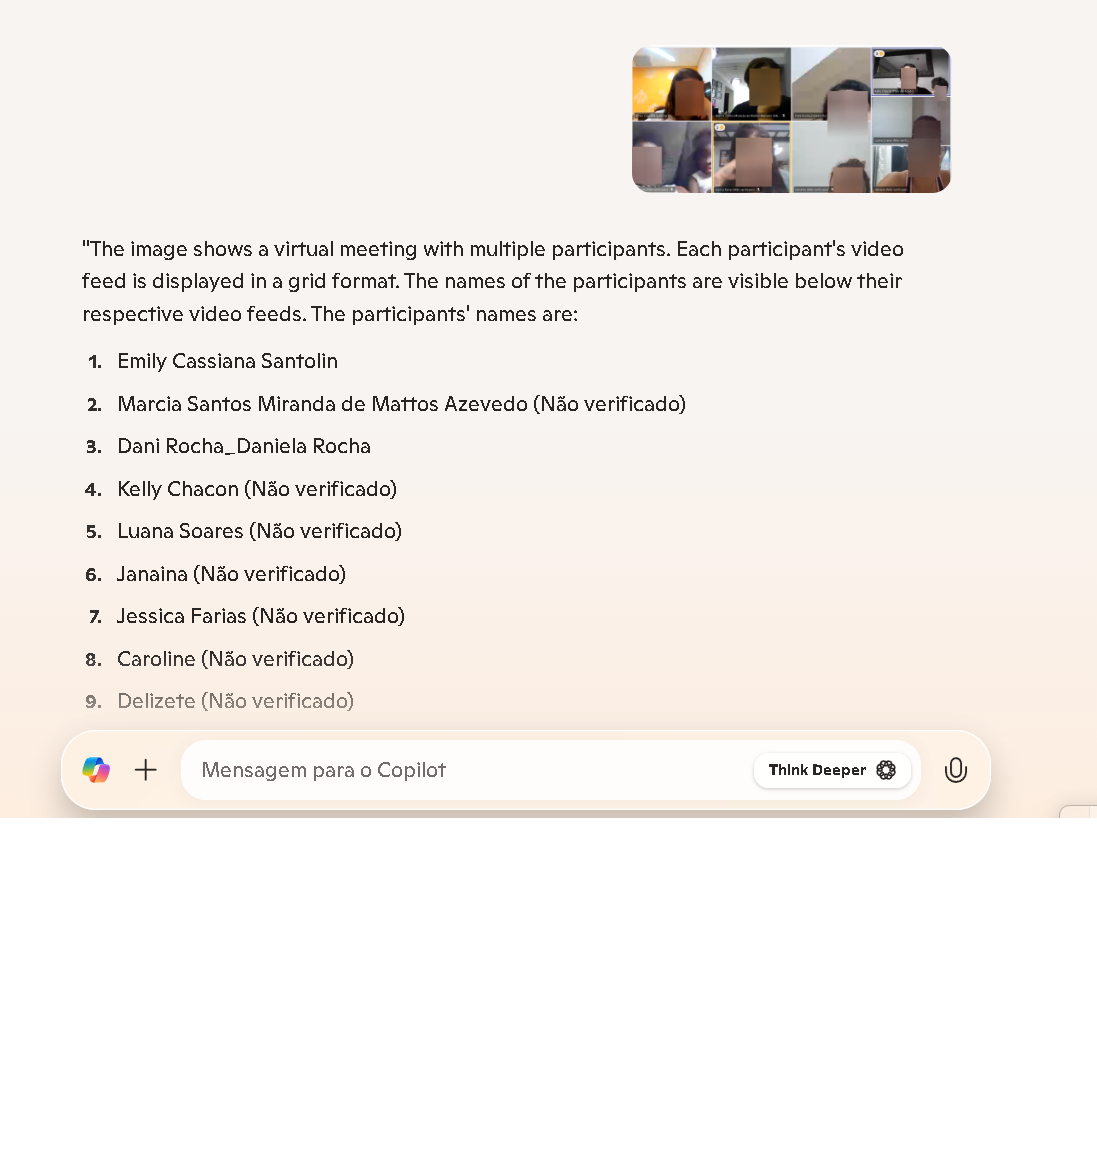 "The image shows a virtual meeting with multiple participants. Each participant's video
feed is displayed in a grid format. The names of the participants are visible below their
respective video feeds. The participants' names are:
1. Emily Cassiana Santolin
2. Marcia Santos Miranda de Mattos Azevedo (Não verificado)
3. Dani Rocha_Daniela Rocha
4. Kelly Chacon (Não verificado)
5. Luana Soares (Não verificado)
6. Janaina (Não verificado)
7. Jessica Farias (Não verificado)
8. Caroline (Não verificado)
9. Delizete (Não verificado)
Mensagem para o Copilot
Think Deeper